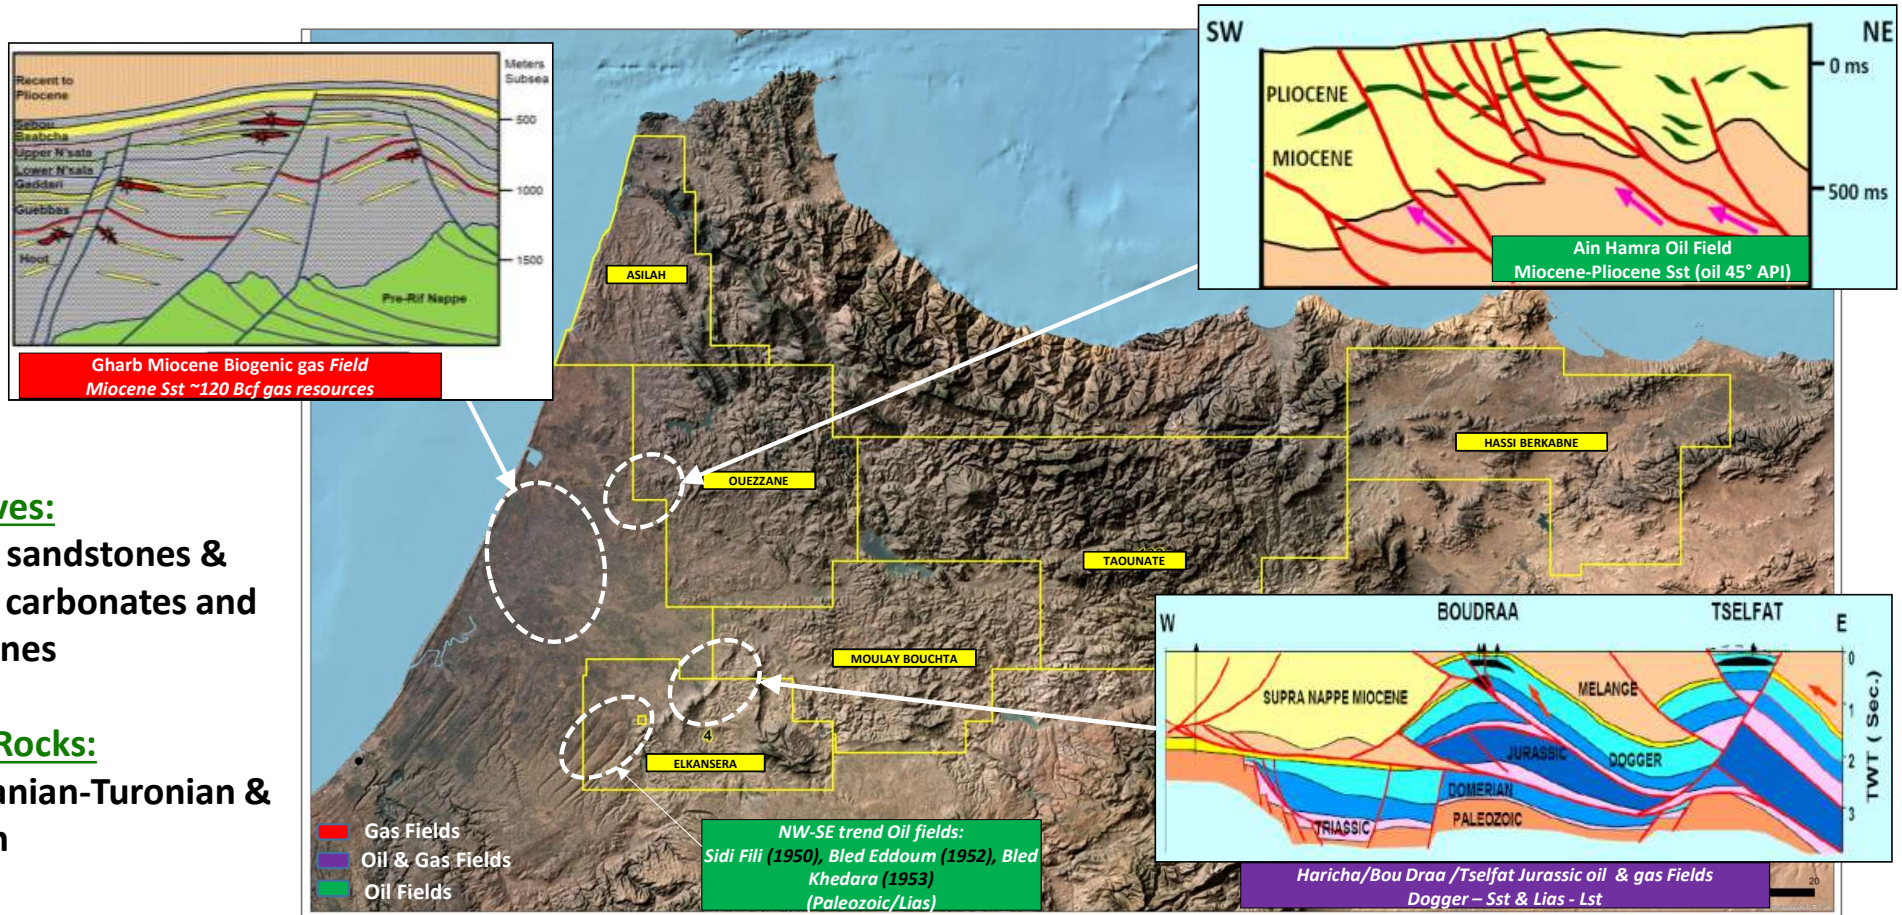 Recent to
Pliocene
Sebou
Beabcha
Upper N'sala
Lower N'sala
Gaddari
Guebbas
Hoot
Pre-Rif Nappe
Meters
Subsea
500
1000
1500
Gharb Miocene Biogenic gas Field
Miocene Sst ~120 Bcf gas resources
SW
NE
PLIOCENE
MIOCENE
0 ms
500 ms
Ain Hamra Oil Field
Miocene-Pliocene Sst (oil 45° API)
ASILAH
OUEZZANE
HASSI BERKABNE
TAOUNATE
MOULAY BOUCHTA
ELKANSERA
4
ves:
sandstones &
carbonates and
nes
Rocks:
anian-Turonian &
n
Gas Fields
Oil & Gas Fields
Oil Fields
NW-SE trend Oil fields:
Sidi Fili (1950), Bled Eddoum (1952), Bled
Khedara (1953)
(Paleozoic/Lias)
W
BOUDRAA
TSELFAT
E
SUPRA NAPPE MIOCENE
MELANGE
JURASSIC
DOGGER
DOMERIAN
TRIASSIC
PALEOZOIC
0
1
2
3
TWT ( Sec.)
Haricha/Bou Draa /Tselfat Jurassic oil & gas Fields
Dogger – Sst & Lias - Lst
20